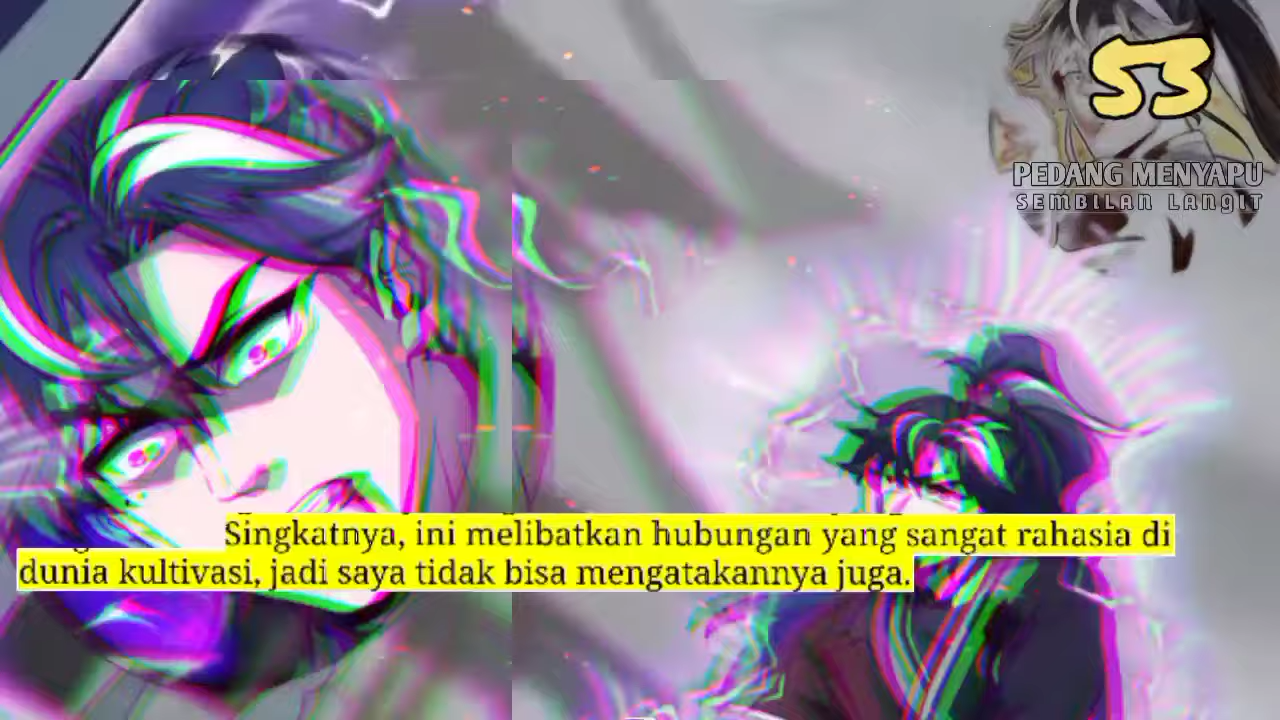 53
PEDANG MENYAPU
SEMBILAN LANGIT
Singkatnya, ini melibatkan hubungan yang sangat rahasia di
dunia kultivasi, jadi saya tidak bisa mengatakannya juga.